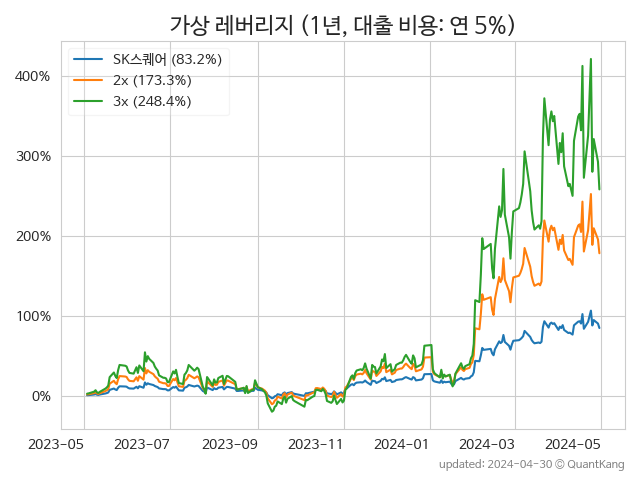 가상 레버리지 (1년, 대출 비용: 연 5%)
SK스퀘어 (83.2%)
2x (173.3%)
3x (248.4%)
400%
300%
200%
100%
0%
2023-05 2023-07 2023-09 2023-11 2024-01 2024-03 2024-05
updated: 2024-04-30 © QuantKang